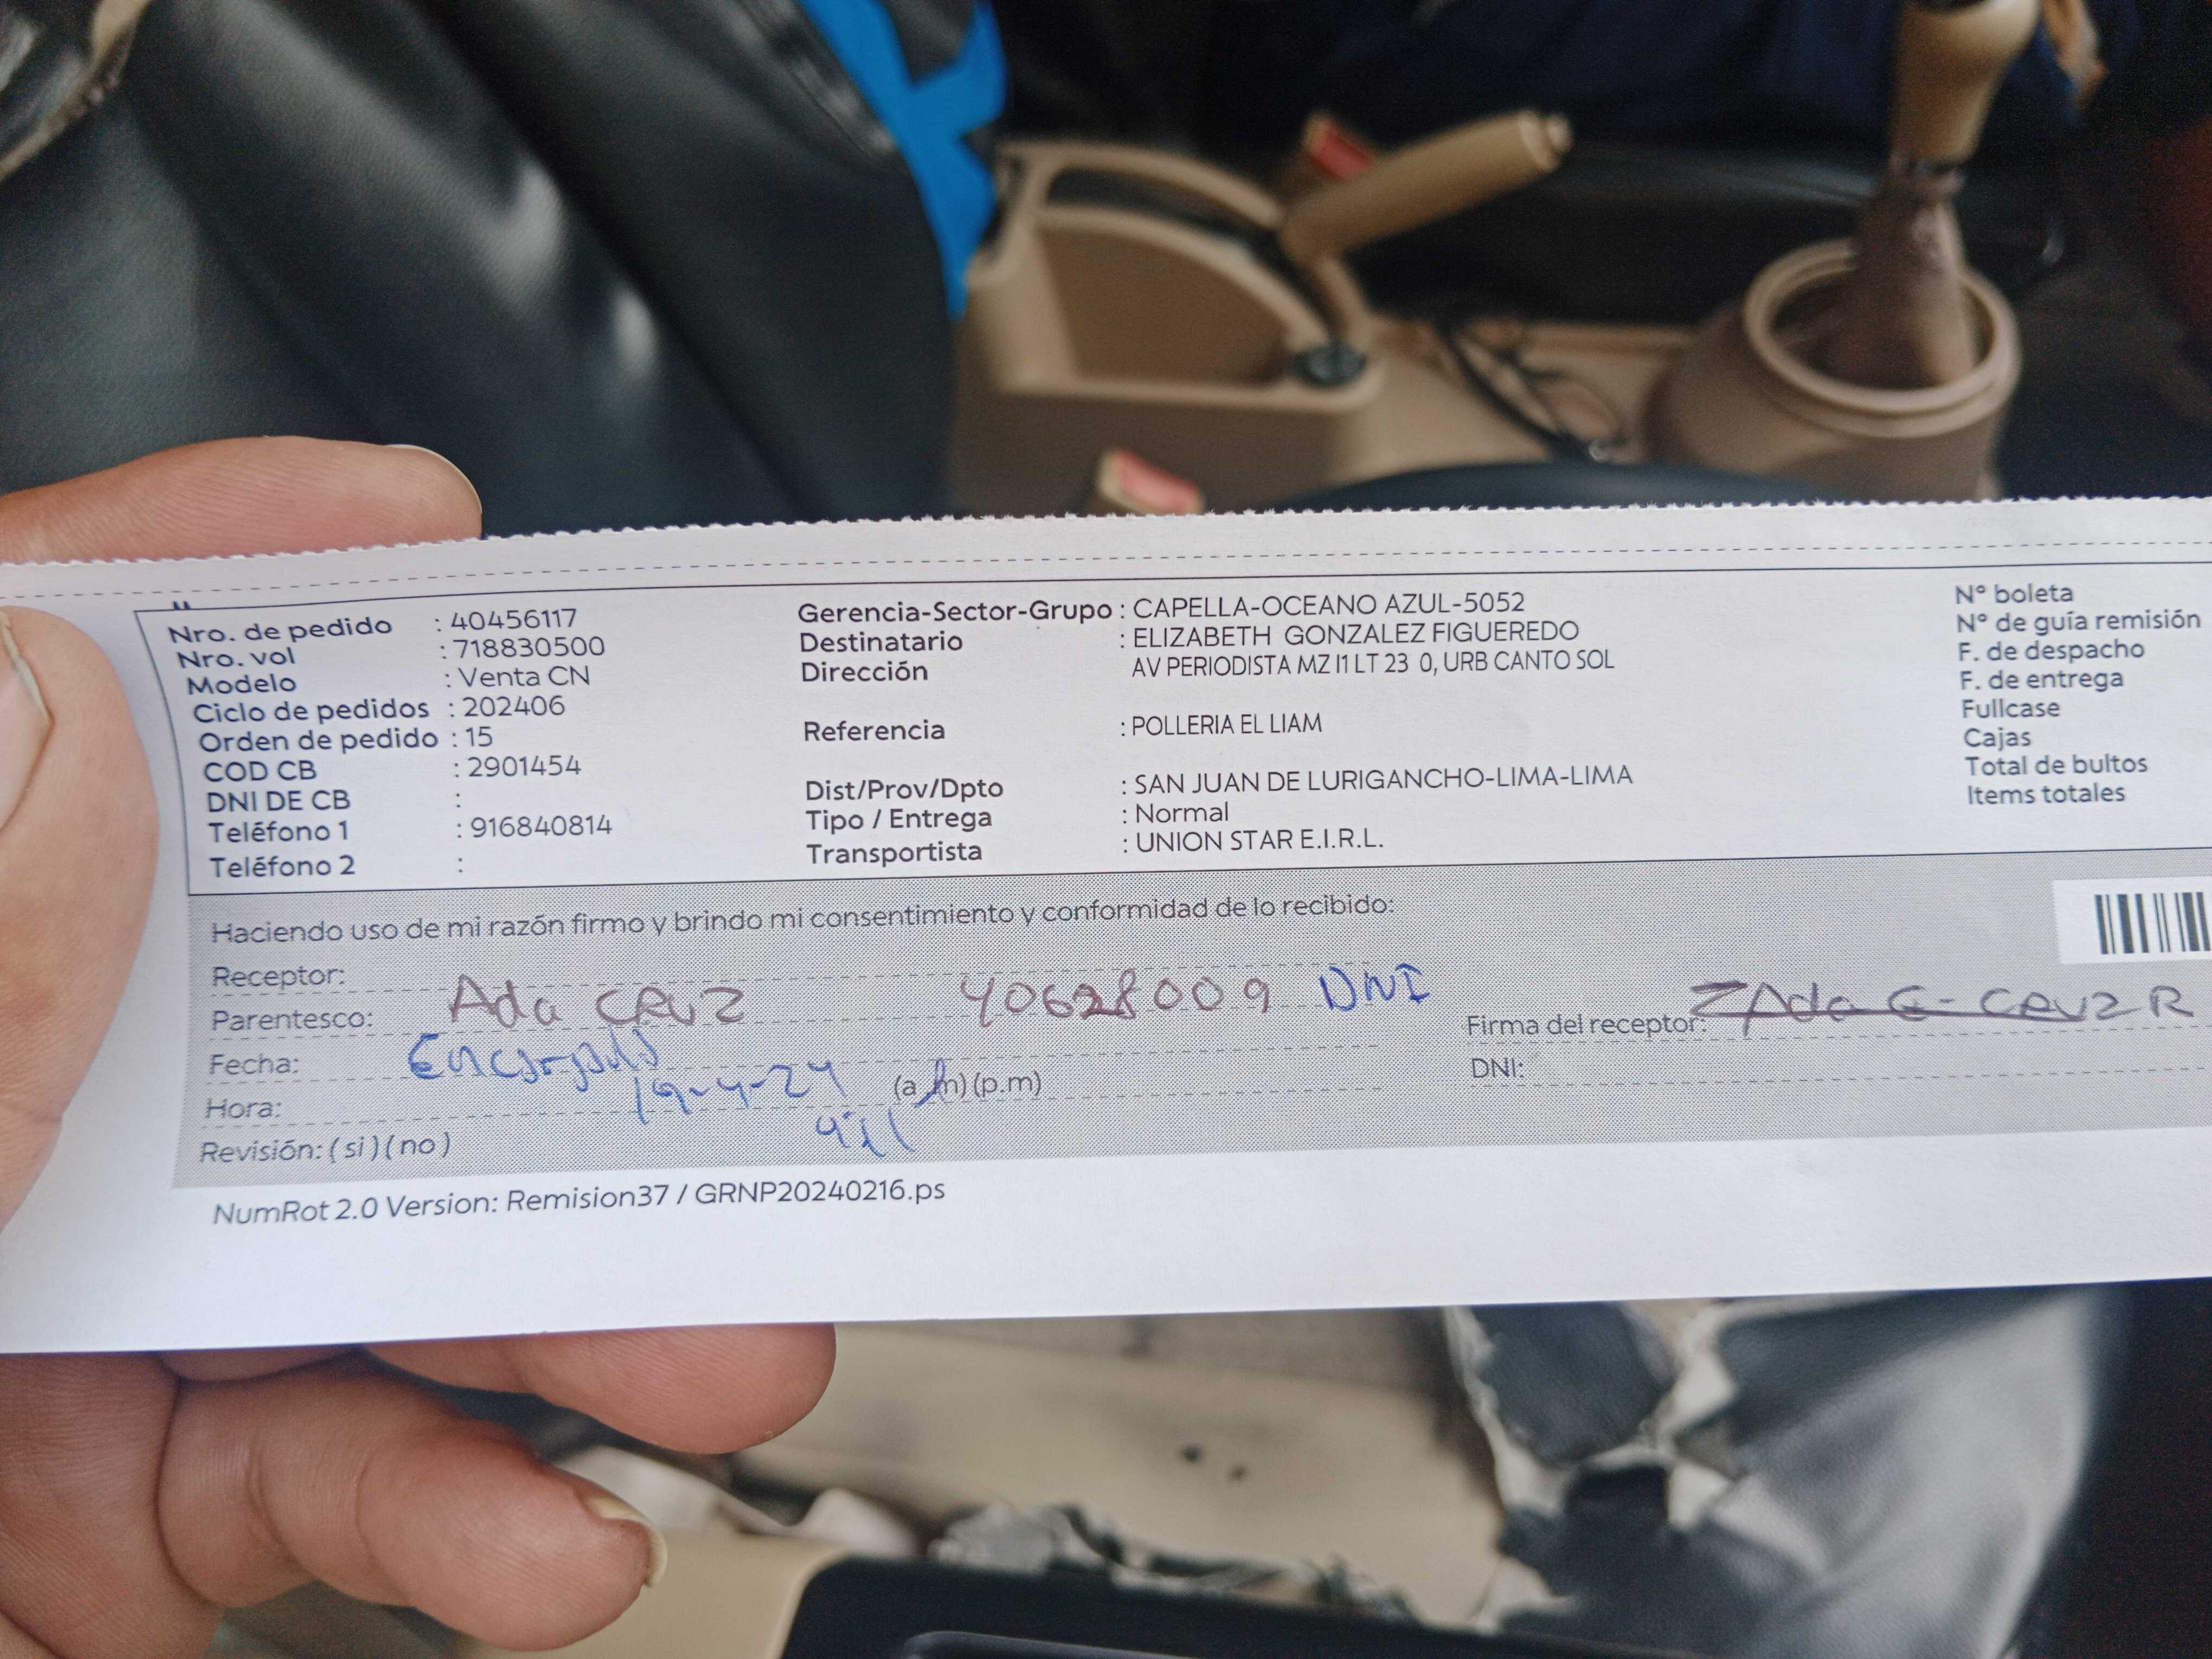 Nro. de pedido : 40456117
Nro. vol : 718830500
Modelo : Venta CN
Ciclo de pedidos : 202406
Orden de pedido : 15
COD CB : 2901454
DNI DE CB :
Teléfono 1 : 916840814
Teléfono 2 :
Gerencia-Sector-Grupo : CAPELLA-OCEANO AZUL-5052
Destinatario : ELIZABETH GONZALEZ FIGUEREDO
Dirección AV PERIODISTA MZ I1 LT 23 0, URB CANTO SOL
Referencia : POLLERIA EL LIAM
Dist/Prov/Dpto : SAN JUAN DE LURIGANCHO-LIMA-LIMA
Tipo / Entrega : Normal
Transportista : UNION STAR E.I.R.L.
N° boleta
N° de guía remisión
F. de despacho
F. de entrega
Fullcase
Cajas
Total de bultos
Items totales
Haciendo uso de mi razón firmo y brindo mi consentimiento y conformidad de lo recibido:
Receptor: Ada CRUZ 40628009 DNI
Parentesco:
Fecha: 19-4-24
Hora: (a.m) (p.m)
Revisión: ( si ) ( no )
Firma del receptor: Ada G- CRUZ R
DNI:
NumRot 2.0 Version: Remision37 / GRNP20240216.ps